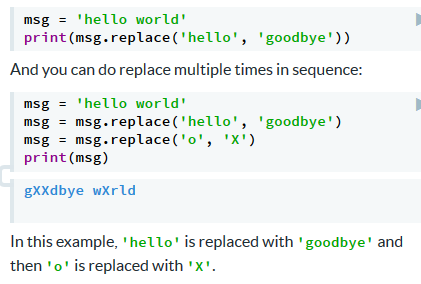 msg = 'hello world'
print(msg.replace('hello', 'goodbye'))
And you can do replace multiple times in sequence:
msg = 'hello world'
msg = msg.replace('hello', 'goodbye')
msg = msg.replace('o', 'X')
print(msg)
gXXdbye wXrld
In this example, 'hello' is replaced with 'goodbye' and
then 'o' is replaced with 'X'.